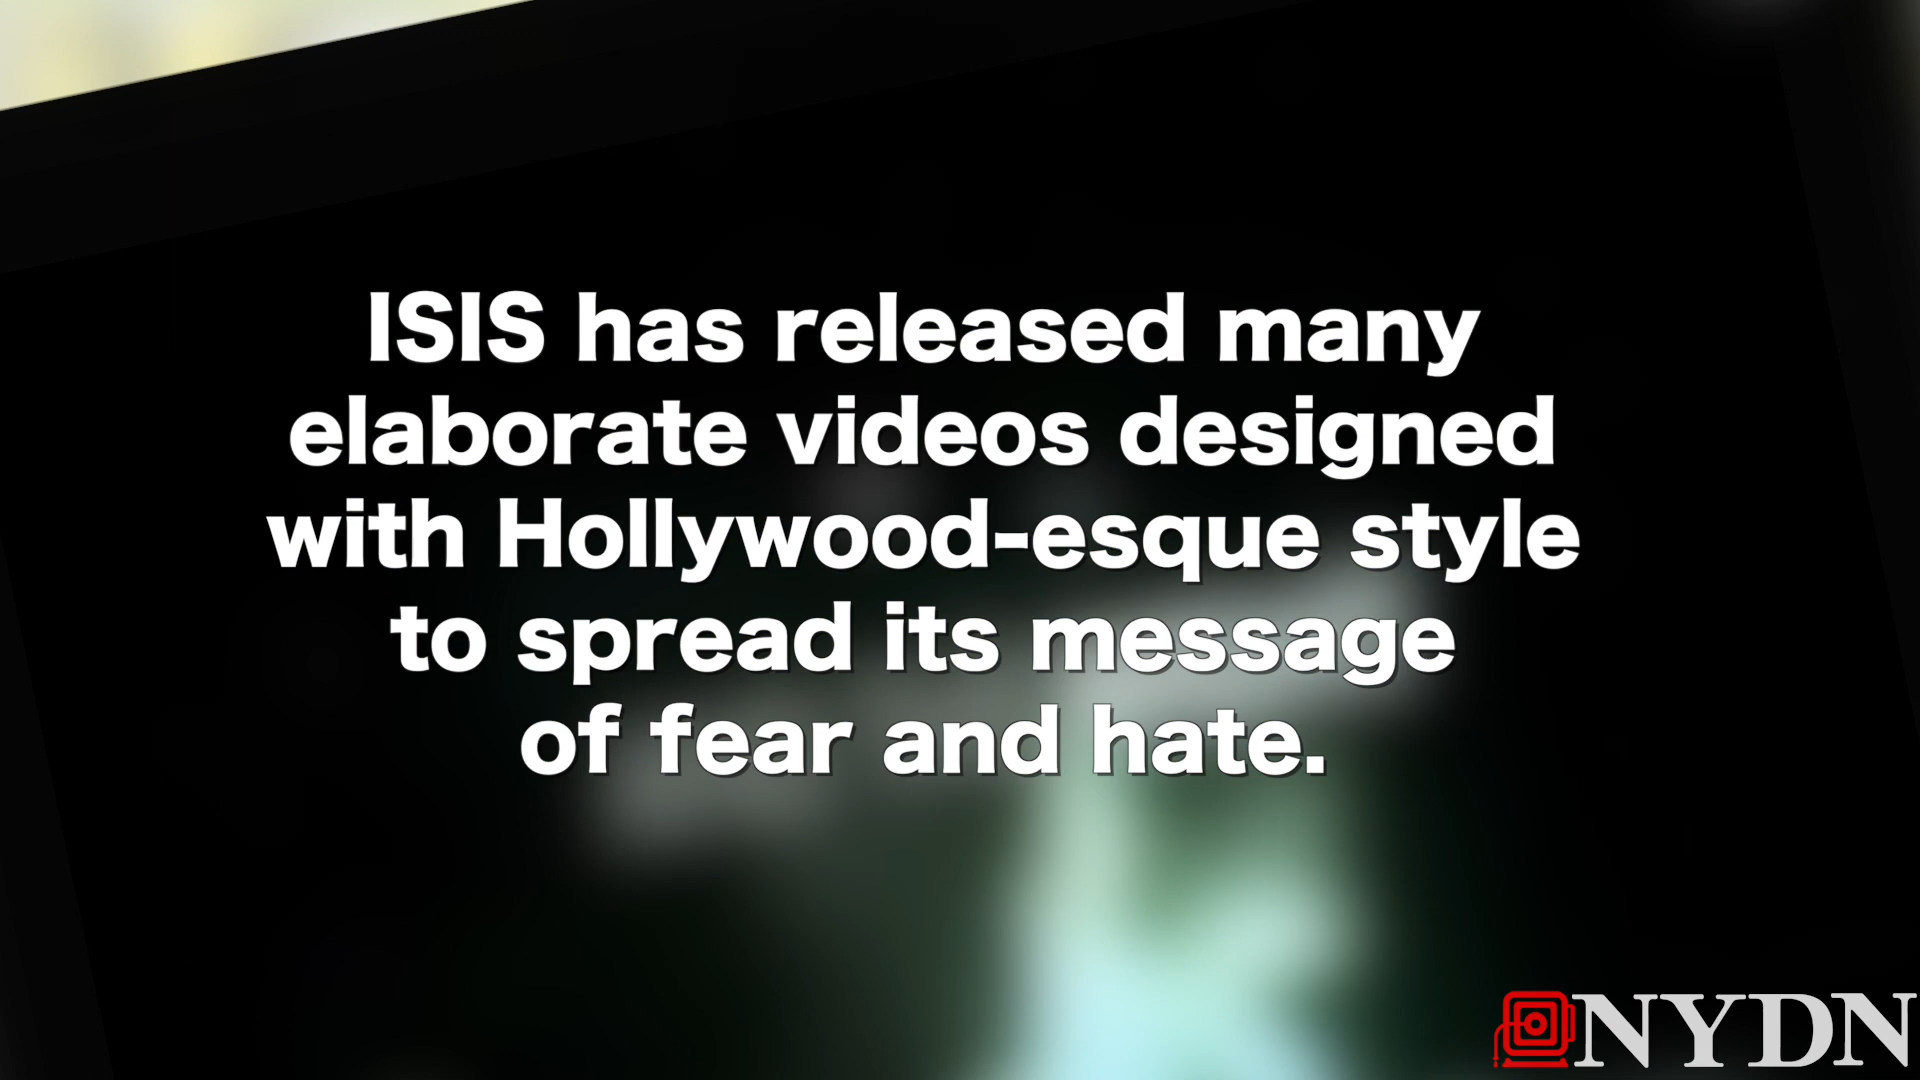 ISIS has released many
elaborate videos designed
with Hollywood-esque style
to spread its message
of fear and hate.
NYDN